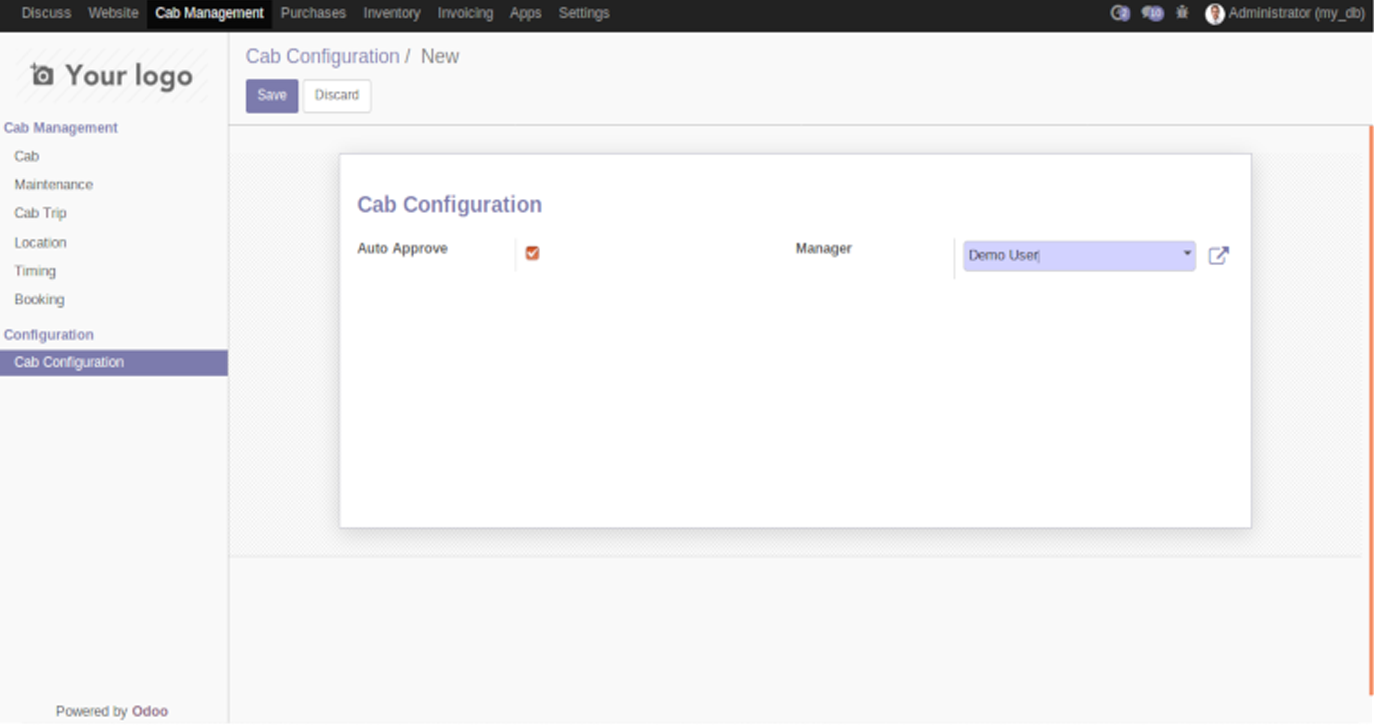 Discuss Website Cab Management Purchases Inventory Invoicing Apps Settings Administrator (my_db)
Your logo
Cab Management
Cab
Maintenance
Cab Trip
Location
Timing
Booking
Configuration
Cab Configuration
Powered by Odoo
Cab Configuration / New
Save Discard
Cab Configuration
Auto Approve Manager Demo User